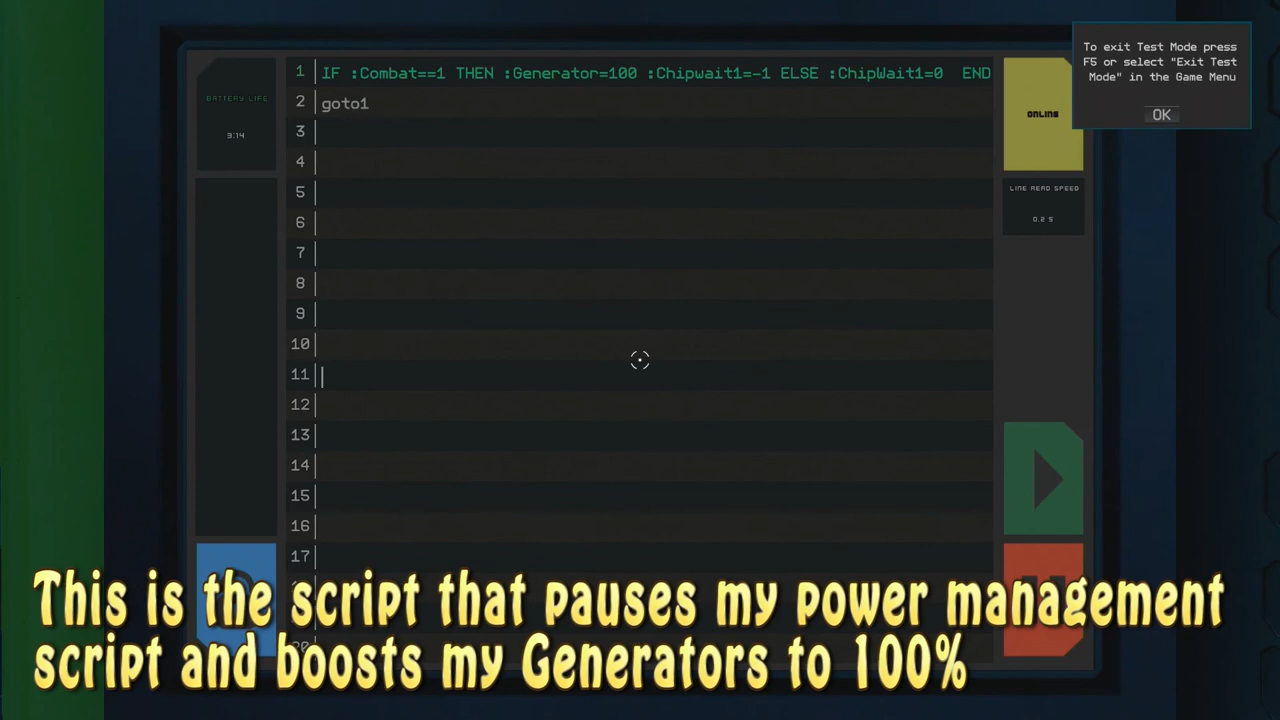 To exit Test Mode press
F5 or select "Exit Test
Mode" in the Game Menu
OK
BATTERY LIFE
3:14
1 IF :Combat==1 THEN :Generator=100 :Chipwait1=-1 ELSE :ChipWait1=0 END
2 goto1
3
4
5
6
7
8
9
10
11
12
13
14
15
16
17
ONLINE
LINE READ SPEED
0.2 S
This is the script that pauses my power management
script and boosts my Generators to 100%